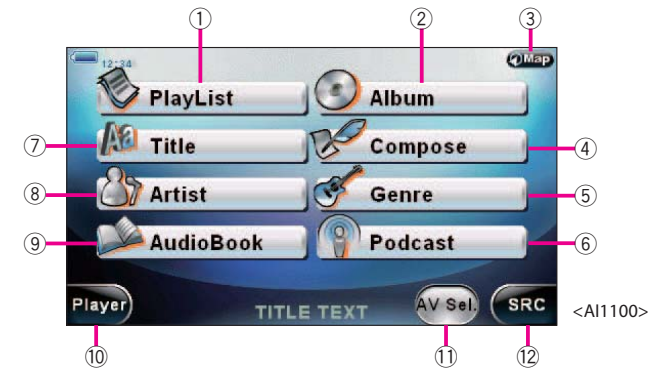 ① ② ③
12:34 Map
PlayList Album
⑦ Title Compose ④
⑧ Artist Genre ⑤
⑨ AudioBook Podcast ⑥
Player TITLE TEXT AV Sel. SRC <AI1100>
⑩ ⑪ ⑫